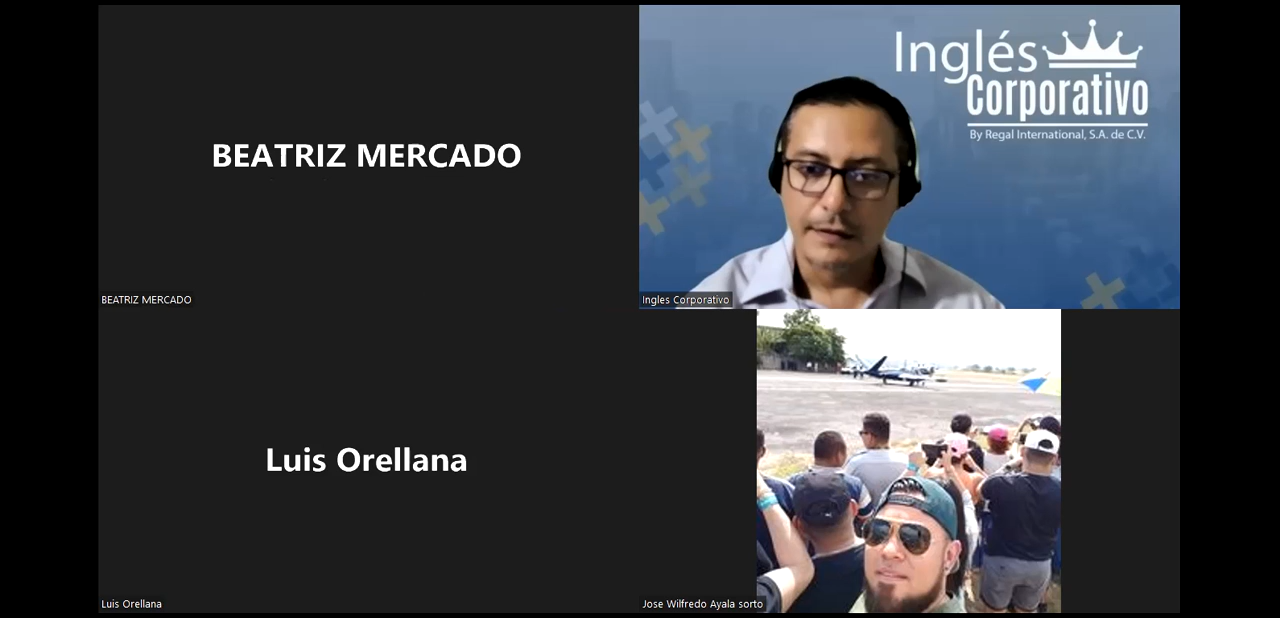 BEATRIZ MERCADO
BEATRIZ MERCADO
Inglés
Corporativo
By Regal International, S.A. de C.V.
Ingles Corporativo
Luis Orellana
Luis Orellana
Jose Wilfredo Ayala sorto